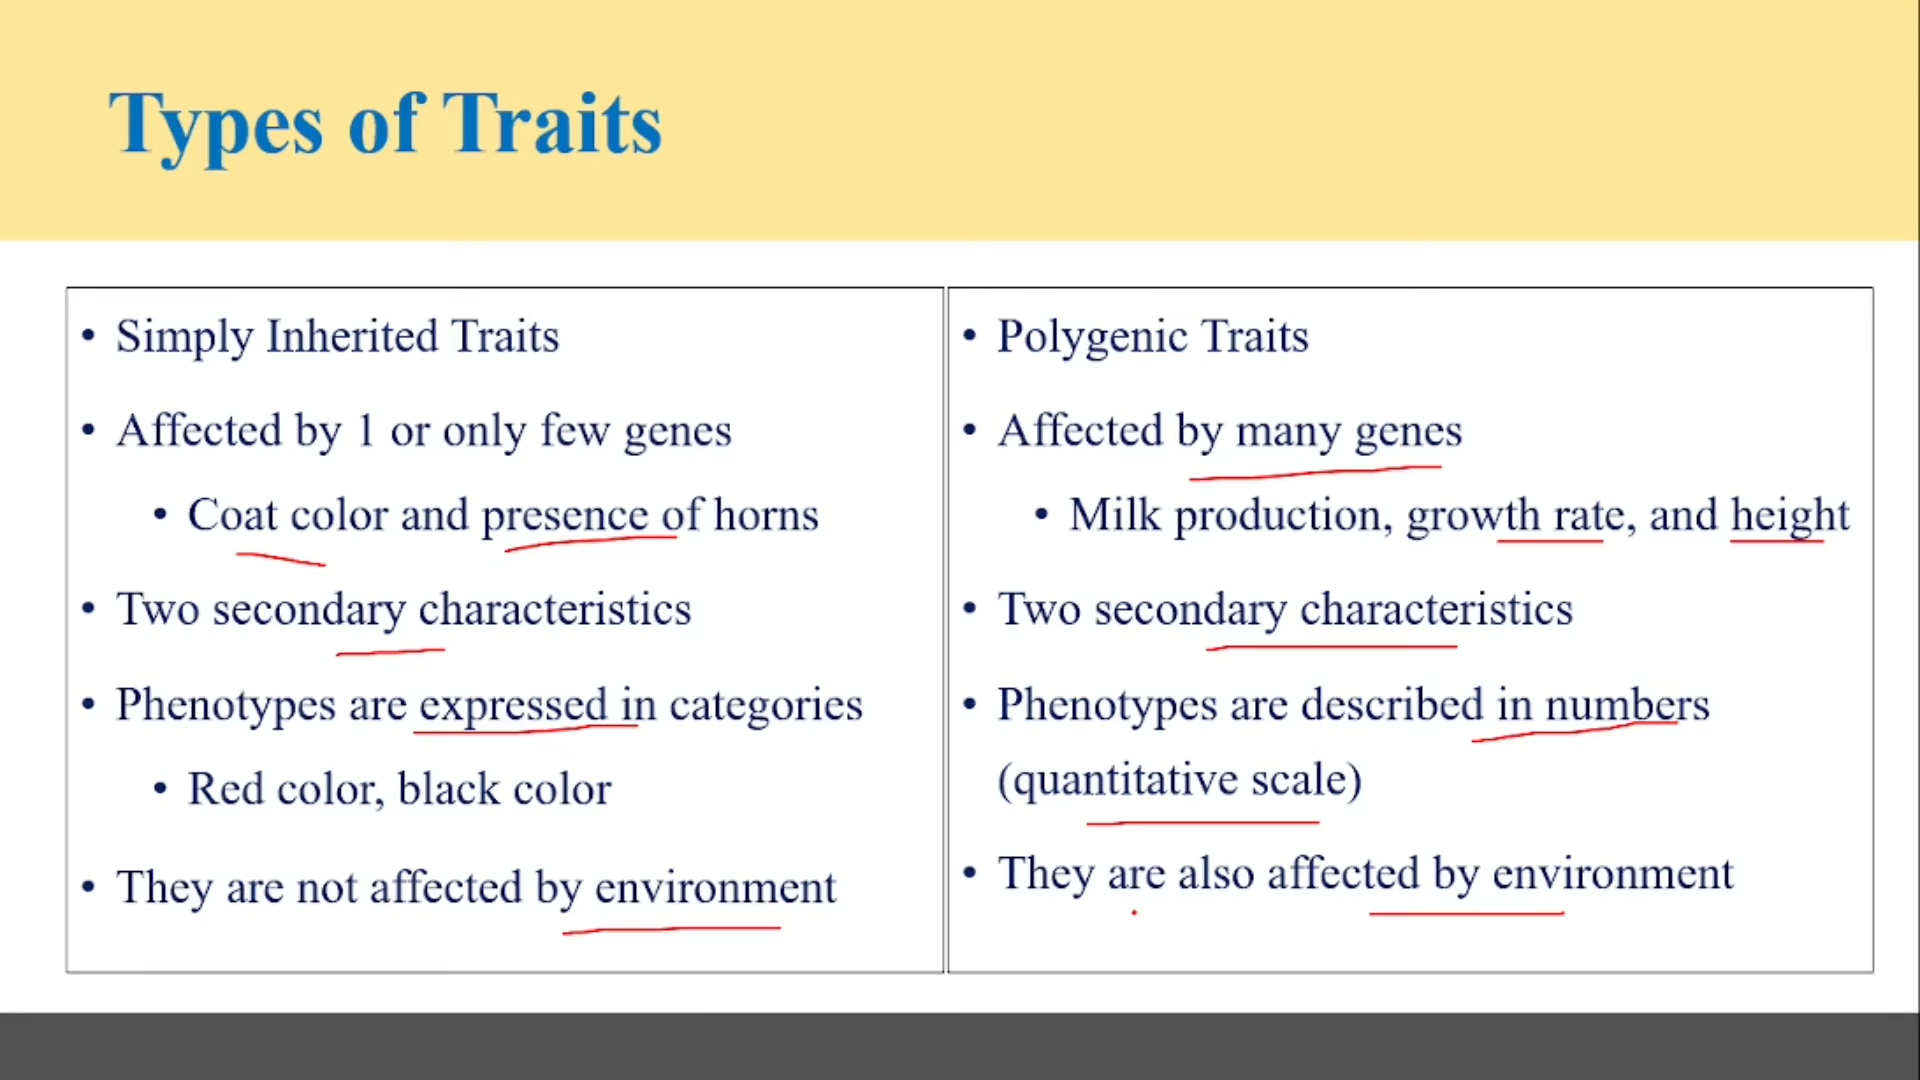 Types of Traits
• Simply Inherited Traits
• Affected by 1 or only few genes
• Coat color and presence of horns
• Two secondary characteristics
• Phenotypes are expressed in categories
• Red color, black color
• They are not affected by environment
• Polygenic Traits
• Affected by many genes
• Milk production, growth rate, and height
• Two secondary characteristics
• Phenotypes are described in numbers
(quantitative scale)
• They are also affected by environment